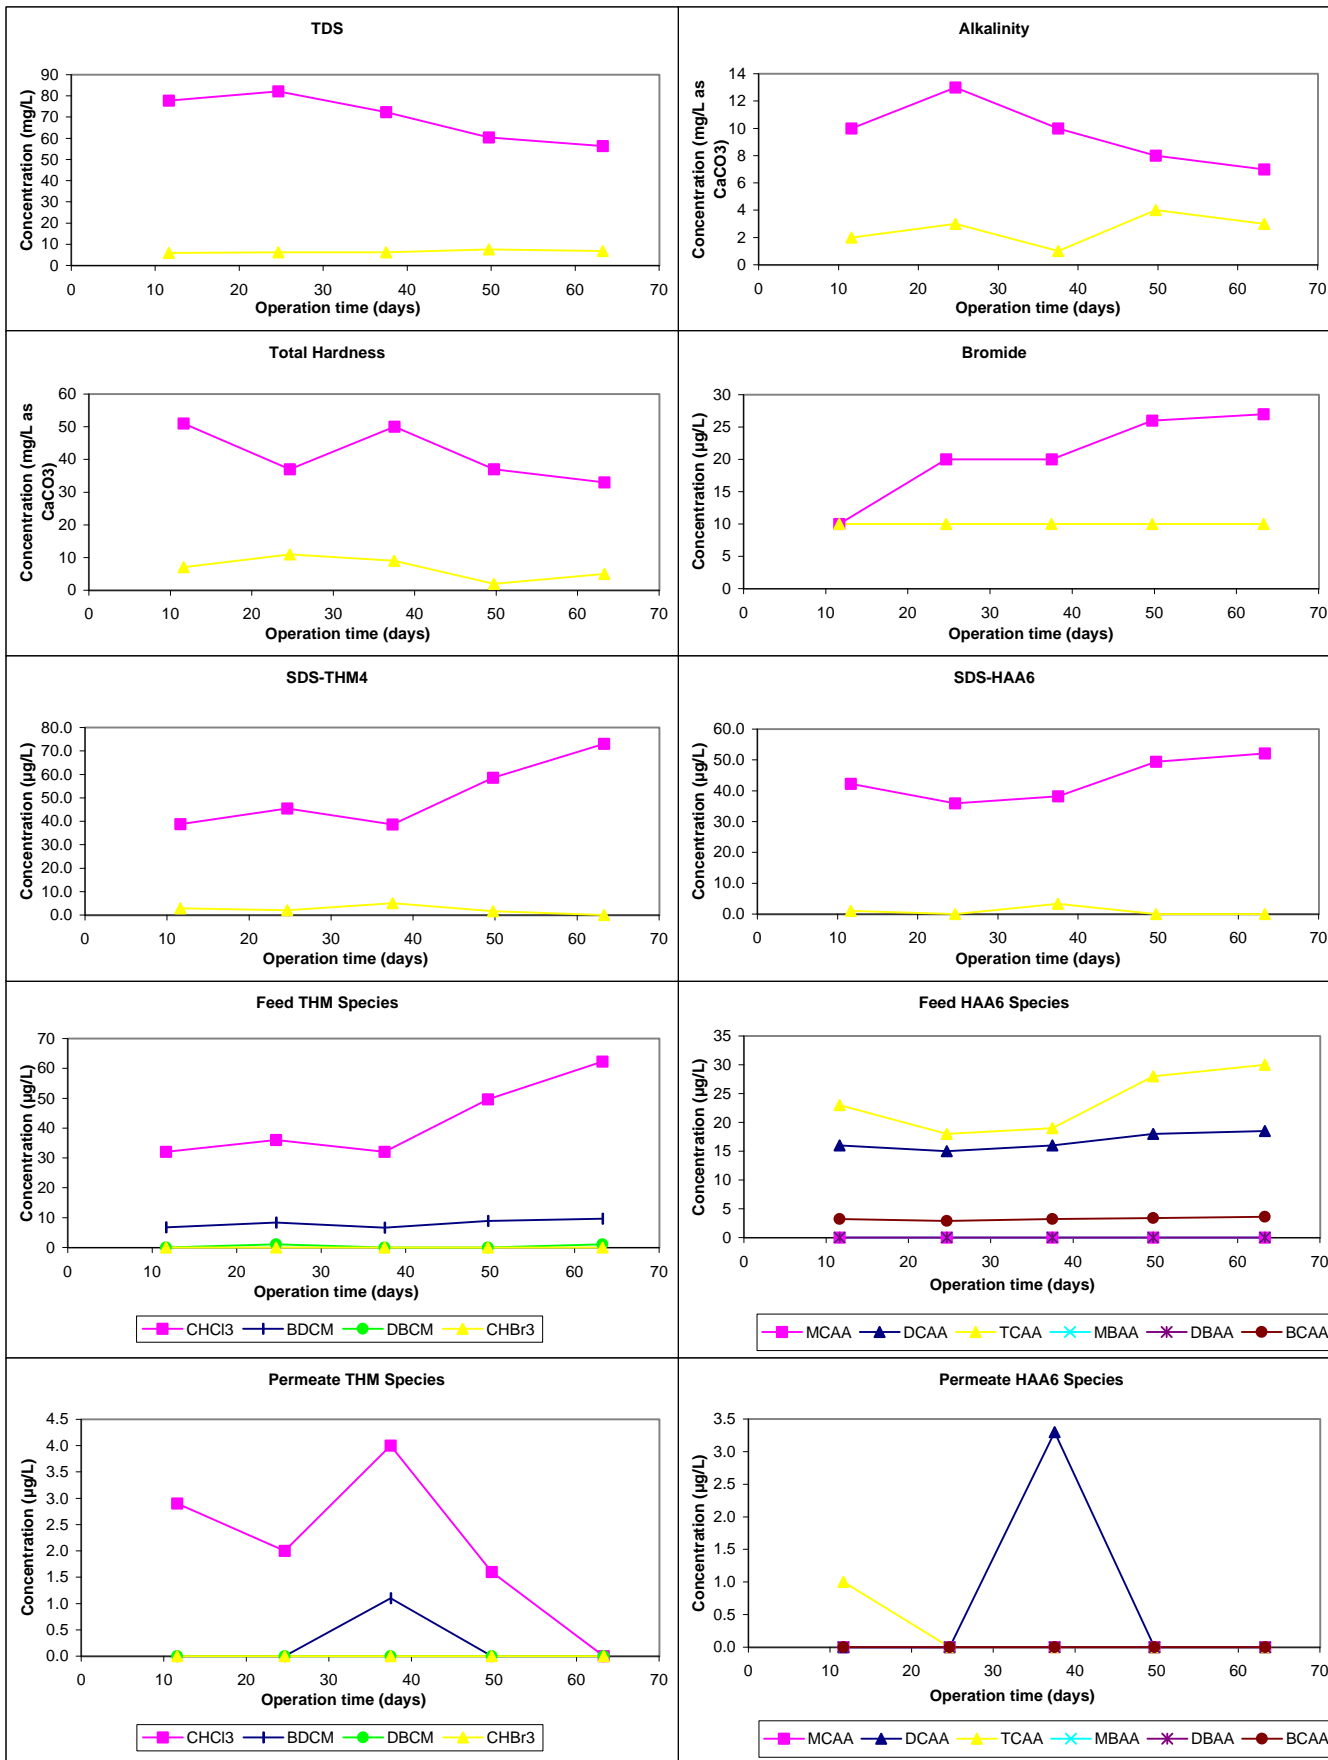 TDS
Concentration (mg/L)
90
80
70
60
50
40
30
20
10
0
0 10 20 30 40 50 60 70
Operation time (days)
Alkalinity
Concentration (mg/L as
CaCO3)
14
12
10
8
6
4
2
0
0 10 20 30 40 50 60 70
Operation time (days)
Total Hardness
Concentration (mg/L as
CaCO3)
60
50
40
30
20
10
0
0 10 20 30 40 50 60 70
Operation time (days)
Bromide
Concentration (µg/L)
30
25
20
15
10
5
0
0 10 20 30 40 50 60 70
Operation time (days)
SDS-THM4
Concentration (µg/L)
80.0
70.0
60.0
50.0
40.0
30.0
20.0
10.0
0.0
0 10 20 30 40 50 60 70
Operation time (days)
SDS-HAA6
Concentration (µg/L)
60.0
50.0
40.0
30.0
20.0
10.0
0.0
0 10 20 30 40 50 60 70
Operation time (days)
Feed THM Species
Concentration (µg/L)
70
60
50
40
30
20
10
0
0 10 20 30 40 50 60 70
Operation time (days)
CHCl3 BDCM DBCM CHBr3
Feed HAA6 Species
Concentration (µg/L)
35
30
25
20
15
10
5
0
0 10 20 30 40 50 60 70
Operation time (days)
MCAA DCAA TCAA MBAA DBAA BCAA
Permeate THM Species
Concentration (µg/L)
4.5
4.0
3.5
3.0
2.5
2.0
1.5
1.0
0.5
0.0
0 10 20 30 40 50 60 70
Operation time (days)
CHCl3 BDCM DBCM CHBr3
Permeate HAA6 Species
Concentration (µg/L)
3.5
3.0
2.5
2.0
1.5
1.0
0.5
0.0
0 10 20 30 40 50 60 70
Operation time (days)
MCAA DCAA TCAA MBAA DBAA BCAA